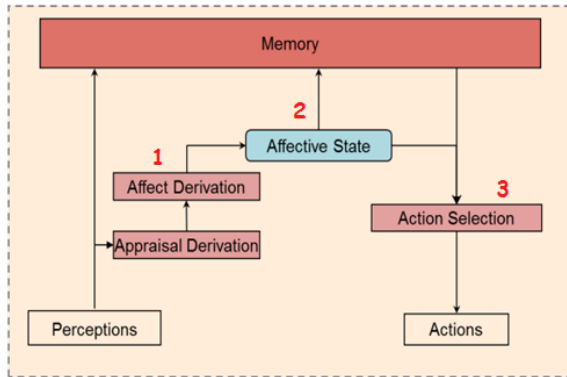 Memory
2
Affective State
1
Affect Derivation
3
Action Selection
Appraisal Derivation
Perceptions
Actions